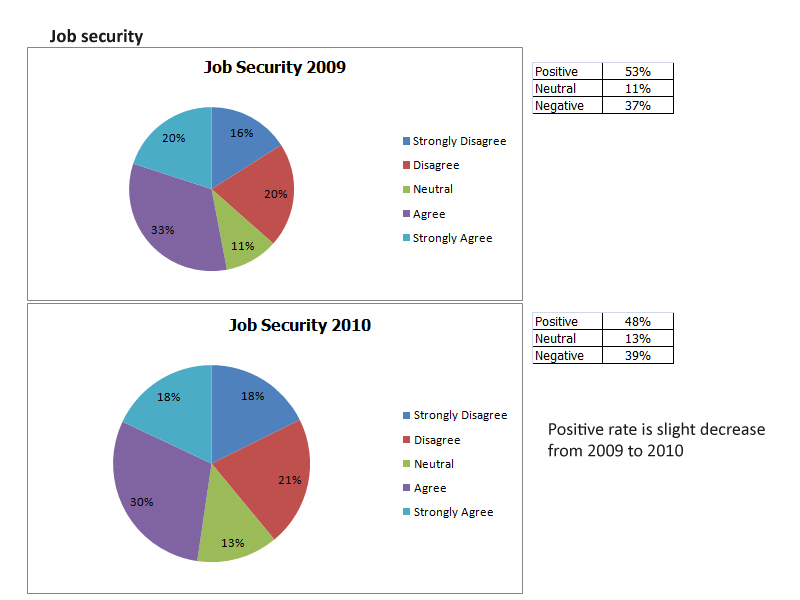 Job security
Job Security 2009
16%
20%
11%
33%
20%
Strongly Disagree
Disagree
Neutral
Agree
Strongly Agree
Positive 53%
Neutral 11%
Negative 37%
Job Security 2010
18%
21%
13%
30%
18%
Strongly Disagree
Disagree
Neutral
Agree
Strongly Agree
Positive 48%
Neutral 13%
Negative 39%
Positive rate is slight decrease
from 2009 to 2010